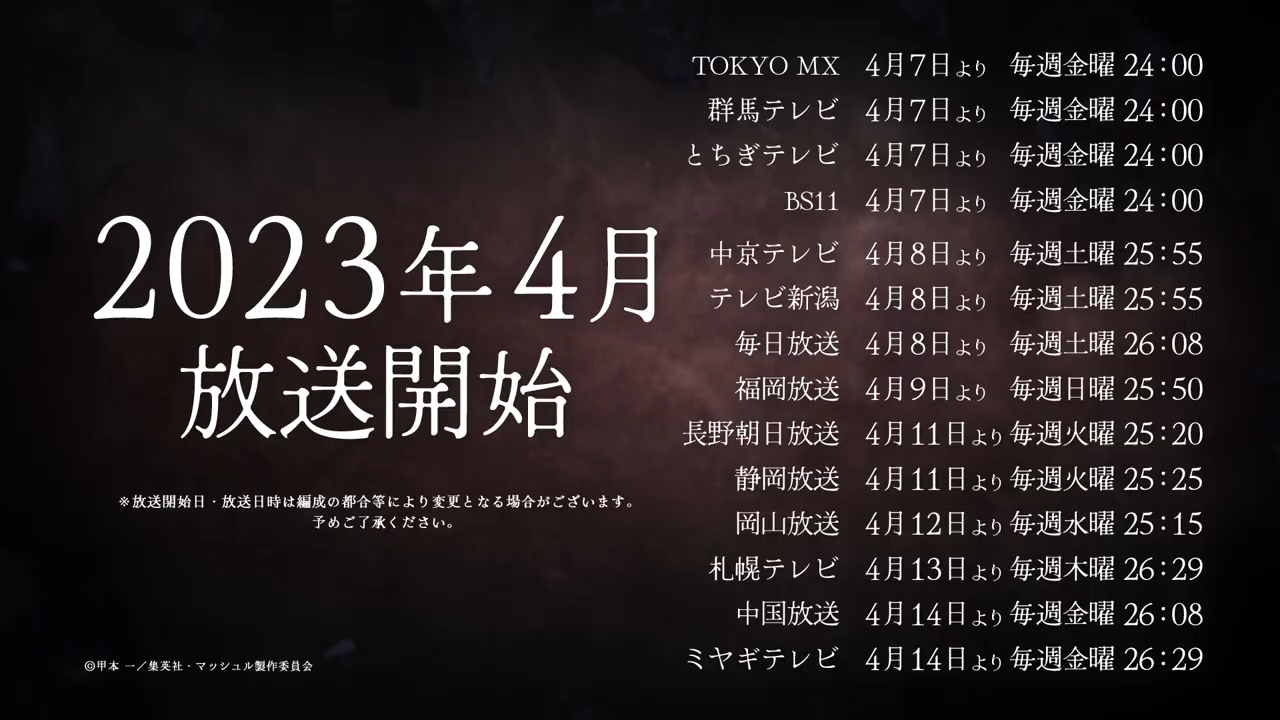 2023年4月
放送開始
※放送開始日・放送日時は編成の都合等により変更となる場合がございます。
予めご了承ください。
©甲本 一／集英社・マッシュル製作委員会
TOKYO MX 4月7日より 毎週金曜 24:00
群馬テレビ 4月7日より 毎週金曜 24:00
とちぎテレビ 4月7日より 毎週金曜 24:00
BS11 4月7日より 毎週金曜 24:00
中京テレビ 4月8日より 毎週土曜 25:55
テレビ新潟 4月8日より 毎週土曜 25:55
毎日放送 4月8日より 毎週土曜 26:08
福岡放送 4月9日より 毎週日曜 25:50
長野朝日放送 4月11日より 毎週火曜 25:20
静岡放送 4月11日より 毎週火曜 25:25
岡山放送 4月12日より 毎週水曜 25:15
札幌テレビ 4月13日より 毎週木曜 26:29
中国放送 4月14日より 毎週金曜 26:08
ミヤギテレビ 4月14日より 毎週金曜 26:29